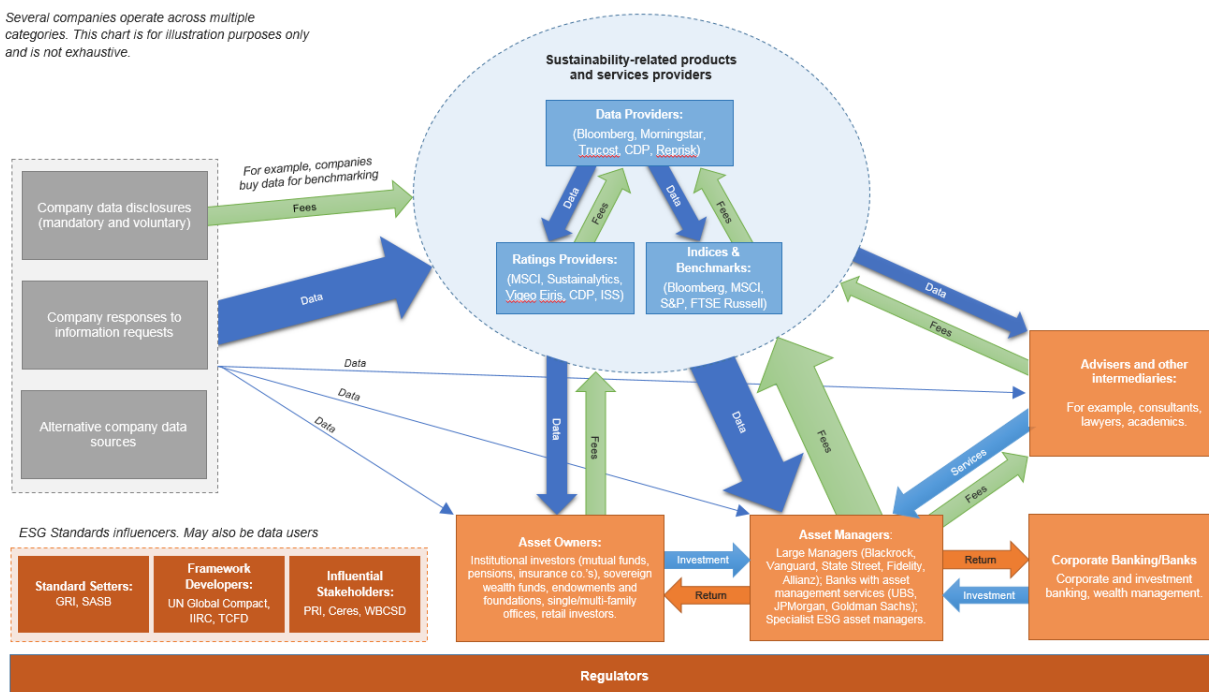 Several companies operate across multiple
categories. This chart is for illustration purposes only
and is not exhaustive.
Sustainability-related products
and services providers
Data Providers:
(Bloomberg, Morningstar,
Trucost, CDP, Reprisk)
Data
Fees
Data
Fees
Ratings Providers:
(MSCI, Sustainalytics,
Vigeo Eiris, CDP, ISS)
Indices &
Benchmarks:
(Bloomberg, MSCI,
S&P, FTSE Russell)
For example, companies
buy data for benchmarking
Fees
Company data disclosures
(mandatory and voluntary)
Company responses to
information requests
Alternative company data
sources
Data
Data
Data
Data
Data
Fees
Data
Fees
Data
Fees
Advisers and other
intermediaries:
For example, consultants,
lawyers, academics.
Services
Fees
ESG Standards influencers. May also be data users
Standard Setters:
GRI, SASB
Framework
Developers:
UN Global Compact,
IIRC, TCFD
Influential
Stakeholders:
PRI, Ceres, WBCSD
Asset Owners:
Institutional investors (mutual funds,
pensions, insurance co.'s), sovereign
wealth funds, endowments and
foundations, single/multi-family
offices, retail investors.
Investment
Return
Asset Managers:
Large Managers (Blackrock,
Vanguard, State Street, Fidelity,
Allianz); Banks with asset
management services (UBS,
JPMorgan, Goldman Sachs);
Specialist ESG asset managers.
Return
Investment
Corporate Banking/Banks
Corporate and investment
banking, wealth management.
Regulators